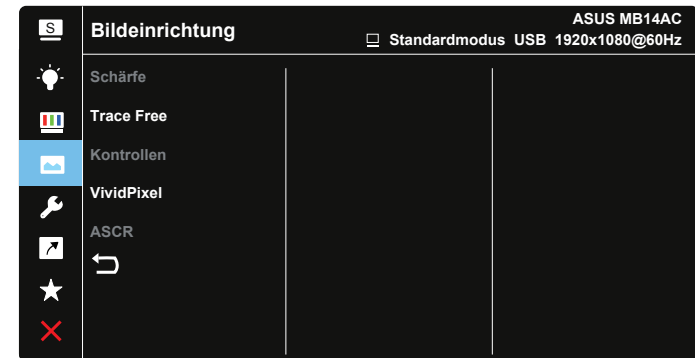 S
Bildeinrichtung
ASUS MB14AC
Standardmodus USB 1920x1080@60Hz
Schärfe
Trace Free
Kontrollen
VividPixel
ASCR